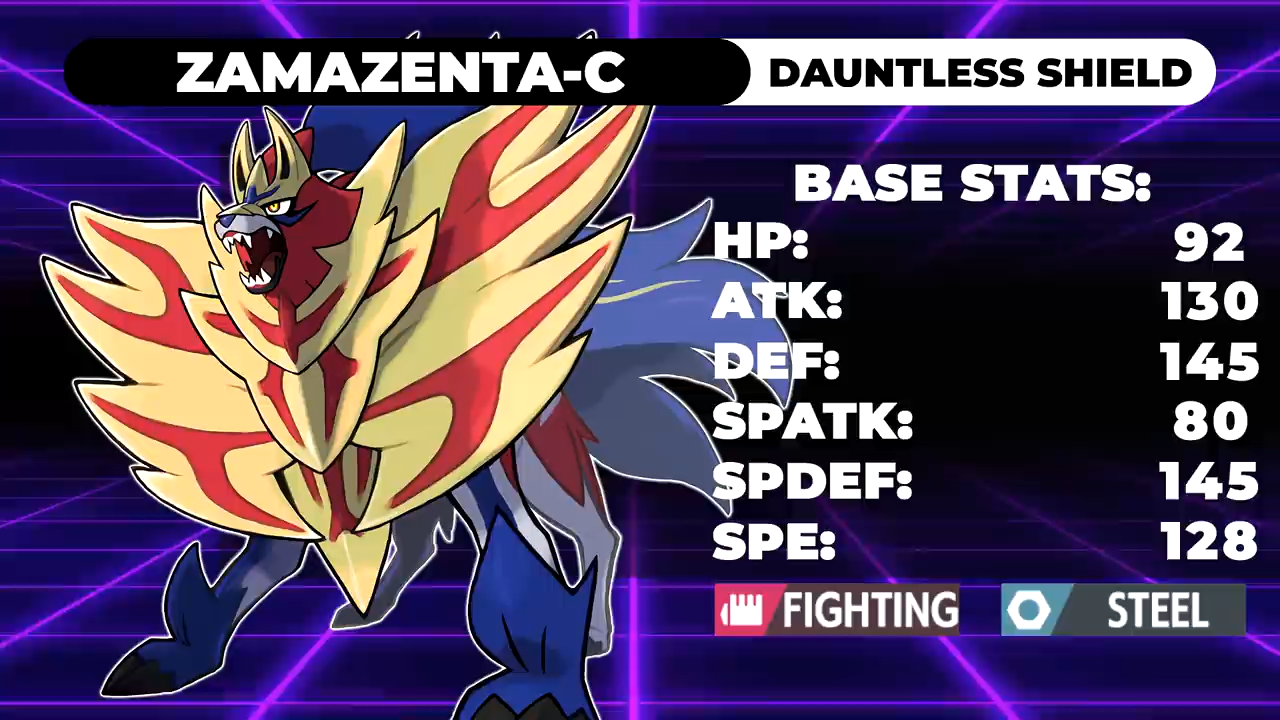 ZAMAZENTA-C DAUNTLESS SHIELD
BASE STATS:
HP: 92
ATK: 130
DEF: 145
SPATK: 80
SPDEF: 145
SPE: 128
FIGHTING STEEL